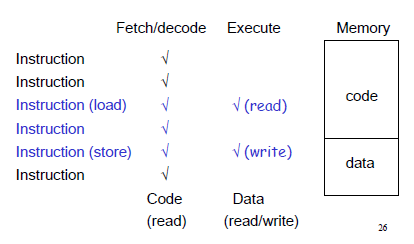 Fetch/decode Execute Memory
Instruction √
Instruction √
Instruction (load) √ √ (read)
code
Instruction √
Instruction (store) √ √ (write)
data
Instruction √
Code Data
(read) (read/write)
26